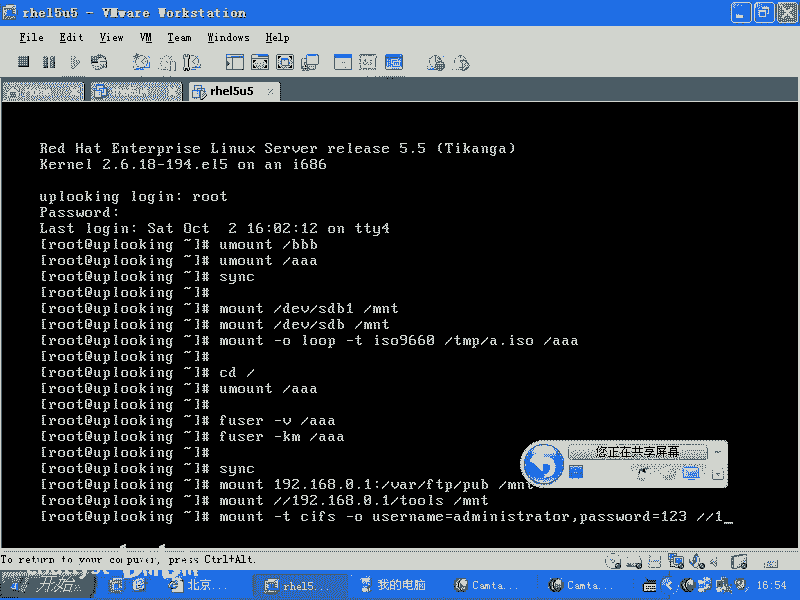 rhel5u5 - VMware Workstation
File Edit View VM Team Windows Help
rhel5u5
Red Hat Enterprise Linux Server release 5.5 (Tikanga)
Kernel 2.6.18-194.el5 on an i686
uplooking login: root
Password:
Last login: Sat Oct  2 16:02:12 on tty4
[root@uplooking ~]# umount /bbb
[root@uplooking ~]# umount /aaa
[root@uplooking ~]# sync
[root@uplooking ~]#
[root@uplooking ~]# mount /dev/sdb1 /mnt
[root@uplooking ~]# mount /dev/sdb /mnt
[root@uplooking ~]# mount -o loop -t iso9660 /tmp/a.iso /aaa
[root@uplooking ~]#
[root@uplooking ~]# cd /
[root@uplooking ~]# umount /aaa
[root@uplooking ~]#
[root@uplooking ~]# fuser -v /aaa
[root@uplooking ~]# fuser -km /aaa
[root@uplooking ~]#
[root@uplooking ~]# sync
[root@uplooking ~]# mount 192.168.0.1:/var/ftp/pub /mnt
[root@uplooking ~]# mount //192.168.0.1/tools /mnt
[root@uplooking ~]# mount -t cifs -o username=administrator,password=123 //1_
您正在共享屏幕
To return to your computer, press Ctrl+Alt.
开始 北京... rhel5... 我的电脑 Camta... Camta... 16:54